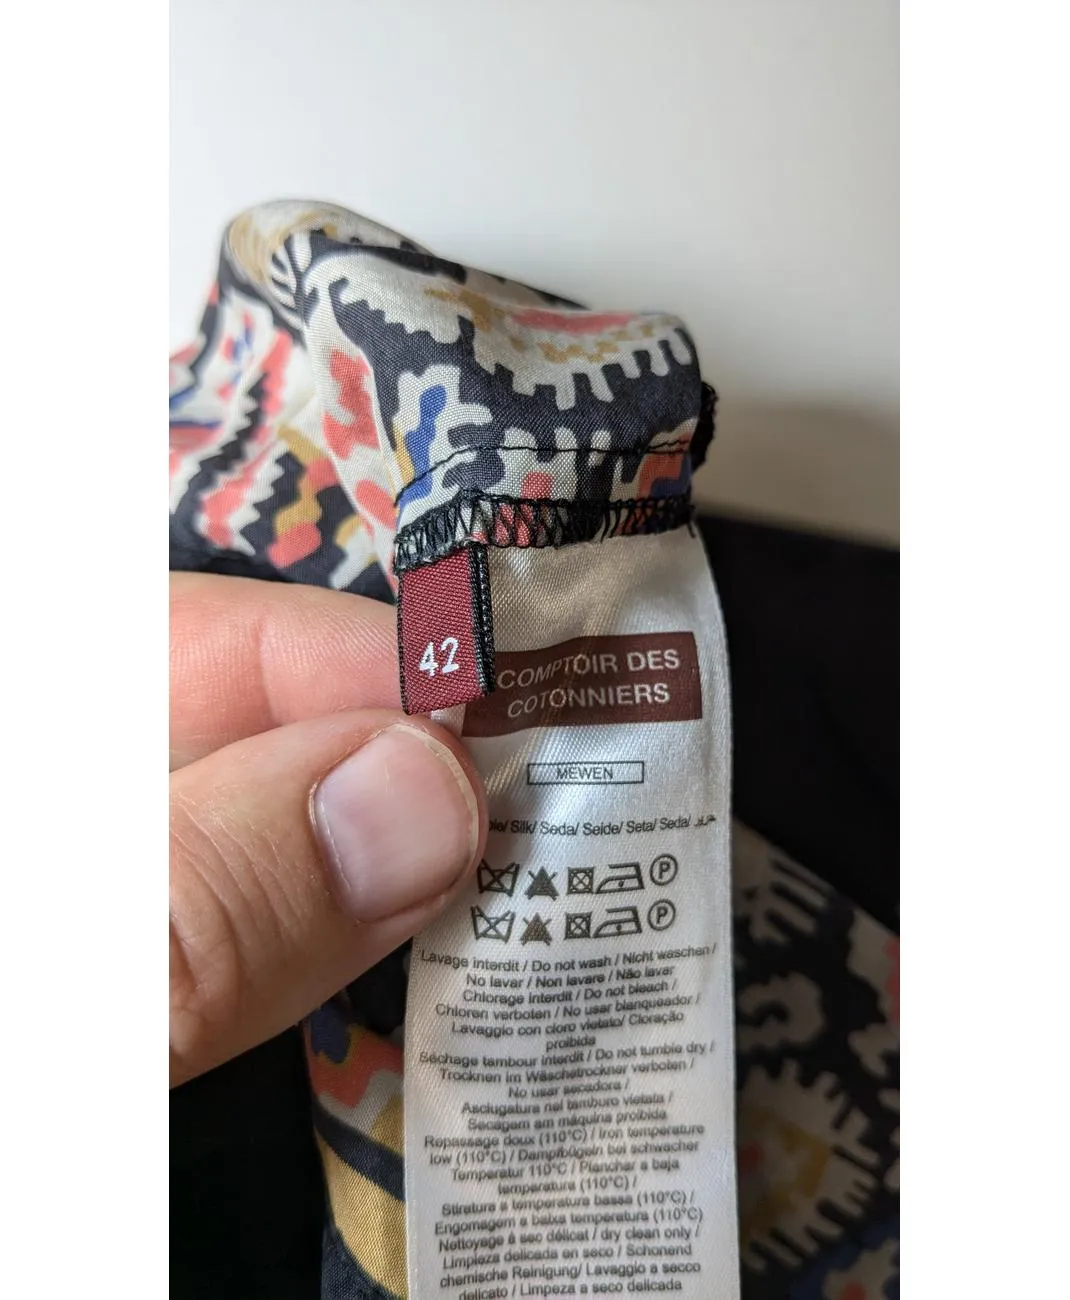 42
COMPTOIR DES
COTONNIERS
MEWEN
Silk/ Seda/ Seide/ Seta/ Seda/
P
P
Lavage interdit / Do not wash / Nicht waschen /
No lavar / Non lavare / Não lavar
Chlorage interdit / Do not bleach /
Chloren verboten / No usar blanqueador /
Lavaggio con cloro vietato/ Cloração
proibida
Séchage tambour interdit / Do not tumble dry /
Trocknen im Wäschetrockner verboten /
No usar secadora /
Asciugatura nel tamburo vietata /
Secagem am máquina proibida
Repassage doux (110°C) / Iron temperature
low (110°C) / Dampfbügeln bei schwacher
Temperatur 110°C / Planchar a baja
temperatura (110°C) /
Stiratura a temperatura bassa (110°C) /
Engomagem a baixa temperatura (110°C)
Nettoyage à sec délicat / dry clean only /
Limpieza delicada en seco / Schonend
chemische Reinigung/ Lavaggio a secco
delicato / Limpeza a seco delicada